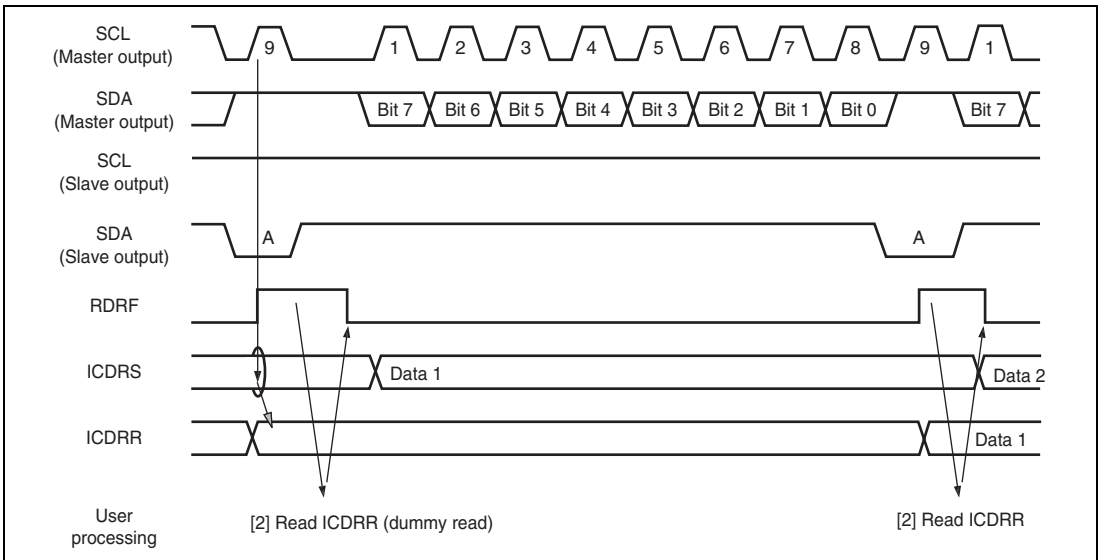 SCL
(Master output)
9 1 2 3 4 5 6 7 8 9 1
SDA
(Master output)
Bit 7 Bit 6 Bit 5 Bit 4 Bit 3 Bit 2 Bit 1 Bit 0 Bit 7
SCL
(Slave output)
SDA
(Slave output)
A A
RDRF
ICDRS
Data 1 Data 2
ICDRR
Data 1
User
processing
[2] Read ICDRR (dummy read) [2] Read ICDRR